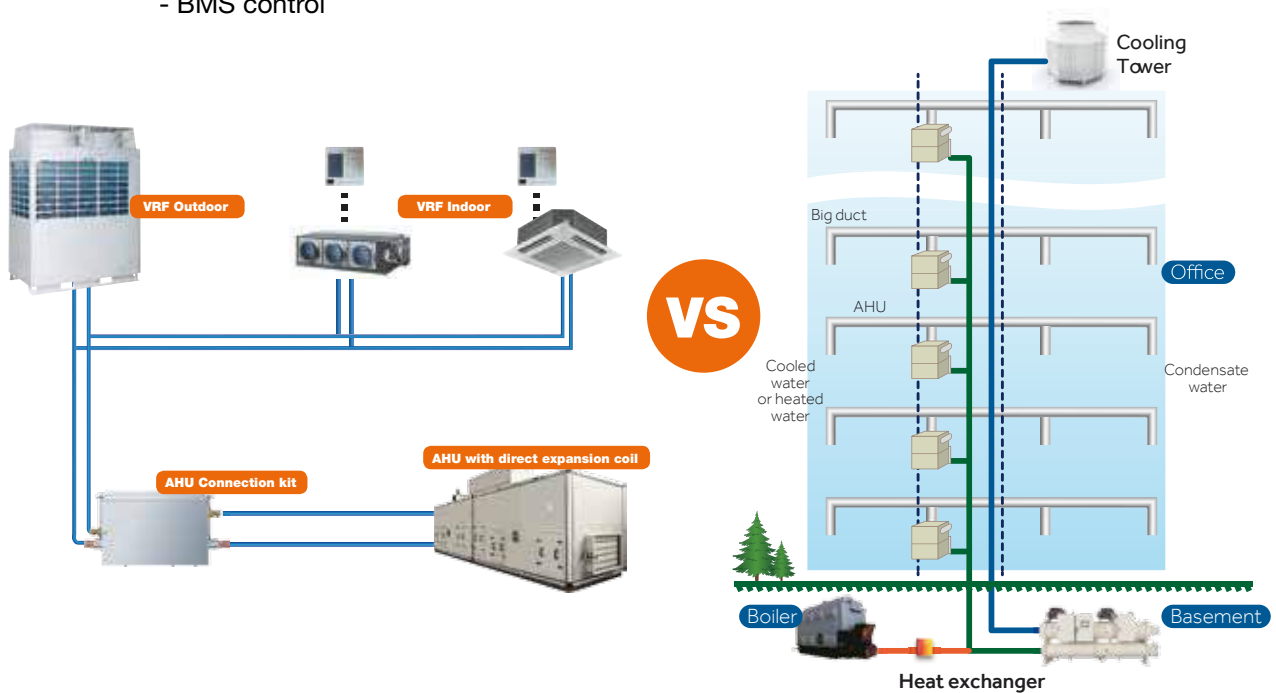 - BMS control
Cooling
Tower
VRF Outdoor
VRF Indoor
VS
Big duct
Office
AHU
Cooled
water
or heated
water
Condensate
water
AHU with direct expansion coil
AHU Connection kit
Boiler
Basement
Heat exchanger